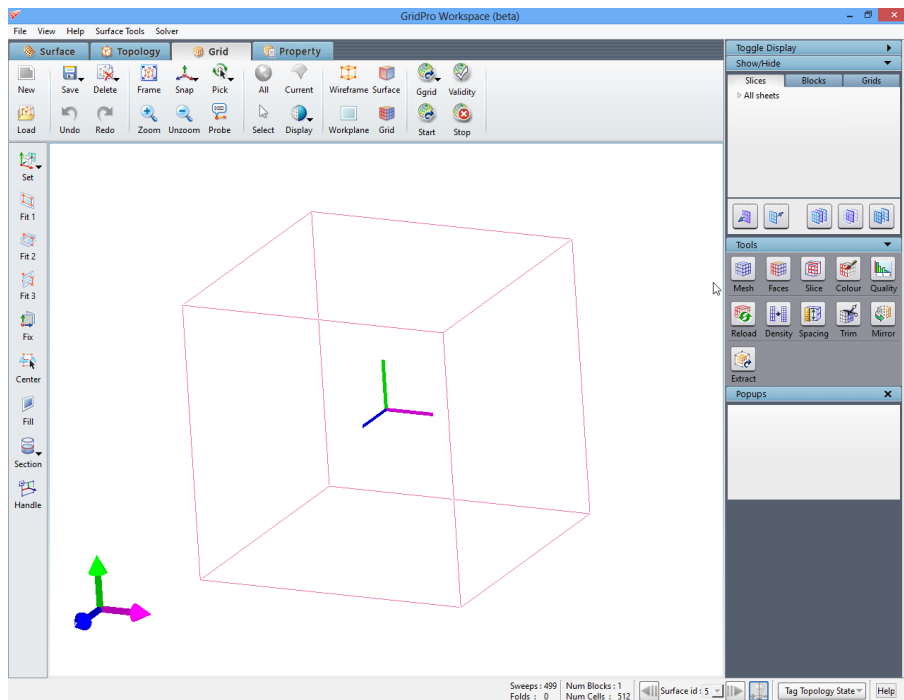 GridPro Workspace (beta)
File View Help Surface Tools Solver
Surface Topology Grid Property
New Save Delete Frame Snap Pick All Current Wireframe Surface Ggrid Validity
Load Undo Redo Zoom Unzoom Probe Select Display Workplane Grid Start Stop
Set
Fit 1
Fit 2
Fit 3
Fix
Center
Fill
Section
Handle
Toggle Display
Show/Hide
Slices Blocks Grids
All sheets
Tools
Mesh Faces Slice Colour Quality
Reload Density Spacing Trim Mirror
Extract
Popups
Sweeps : 499 Num Blocks : 1
Folds : 0 Num Cells : 512
Surface id : 5
Tag Topology State
Help